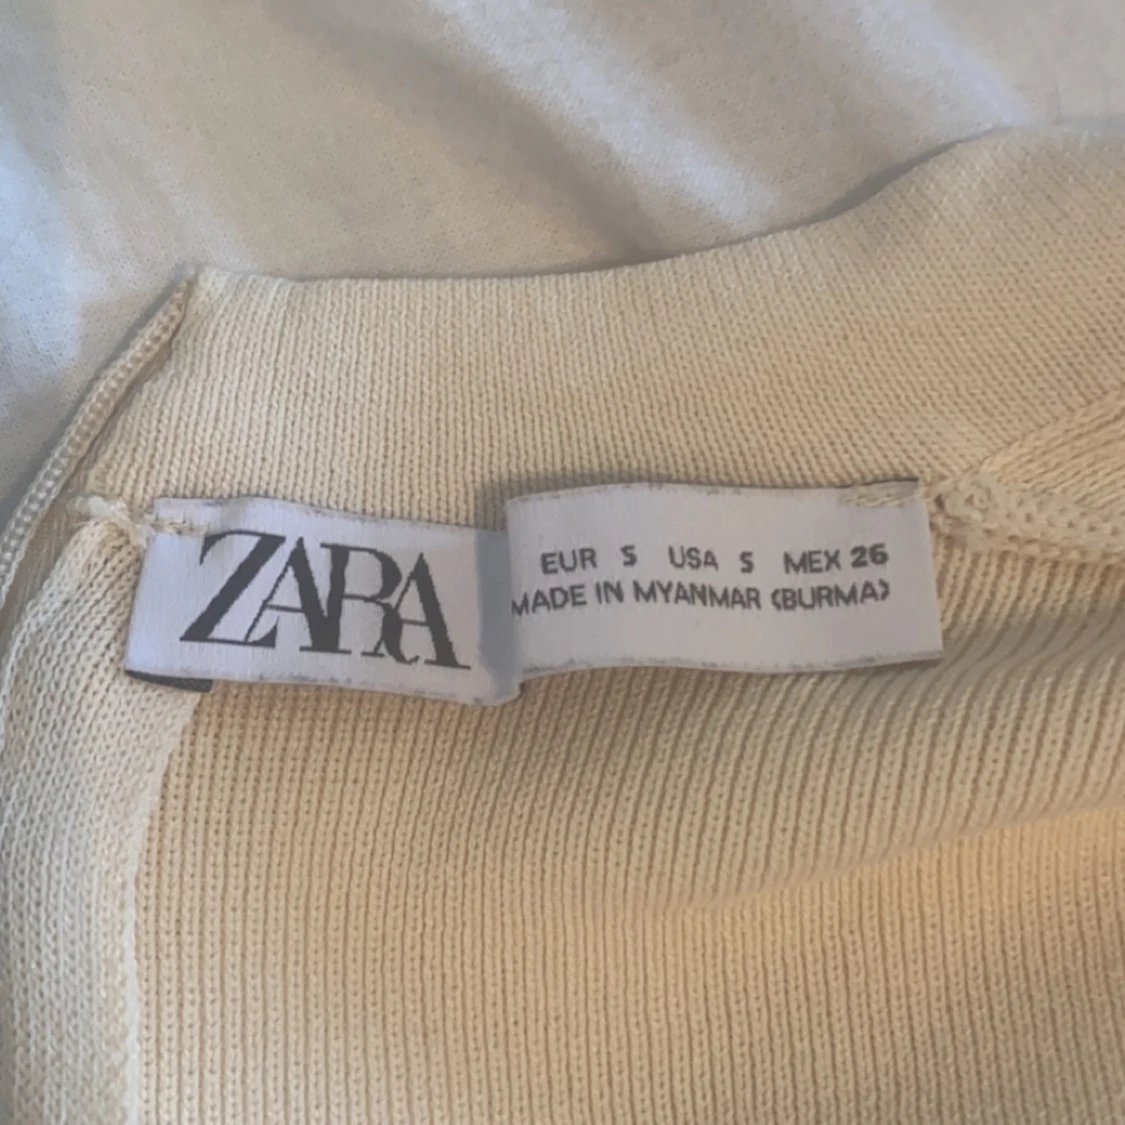 ZARA
EUR S USA S MEX 26
MADE IN MYANMAR (BURMA)